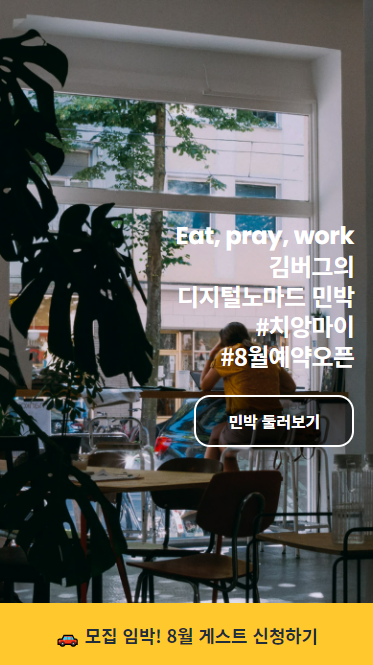 Eat, pray, work
김버그의
디지털노마드 민박
#치앙마이
#8월예약오픈
민박 둘러보기
🚗 모집 임박! 8월 게스트 신청하기